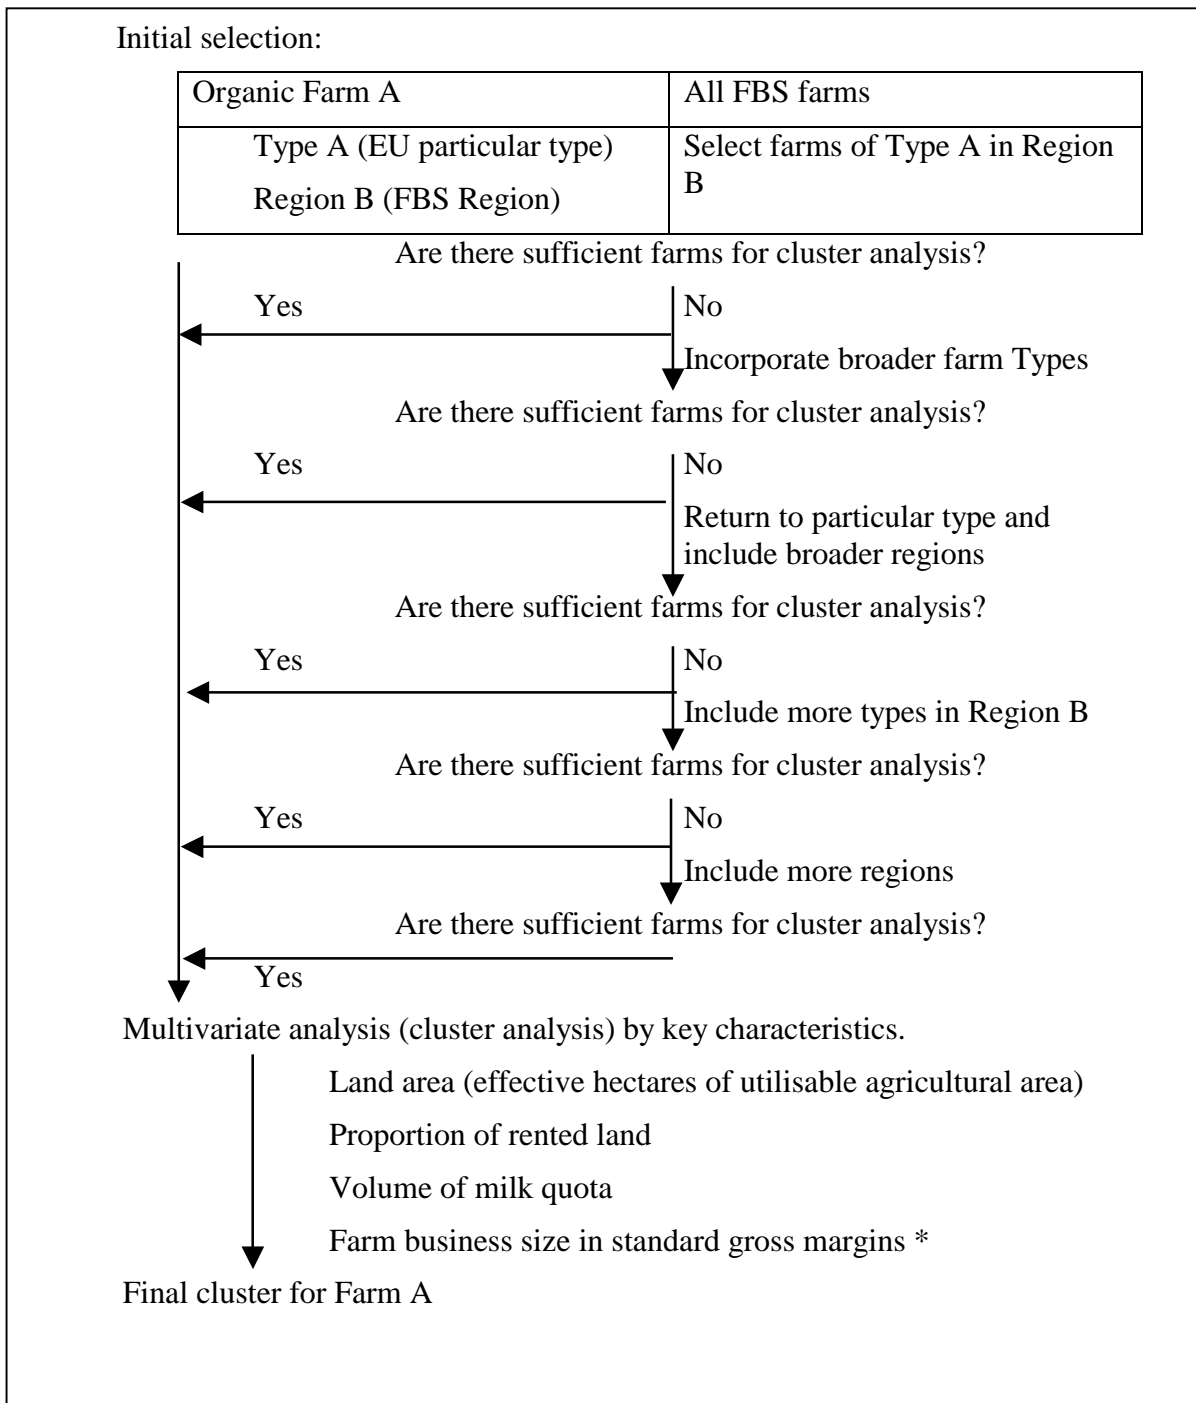 Initial selection:
Organic Farm A
All FBS farms
Type A (EU particular type)
Region B (FBS Region)
Select farms of Type A in Region
B
Are there sufficient farms for cluster analysis?
Yes
No
Incorporate broader farm Types
Are there sufficient farms for cluster analysis?
Yes
No
Return to particular type and
include broader regions
Are there sufficient farms for cluster analysis?
Yes
No
Include more types in Region B
Are there sufficient farms for cluster analysis?
Yes
No
Include more regions
Are there sufficient farms for cluster analysis?
Yes
Multivariate analysis (cluster analysis) by key characteristics.
Land area (effective hectares of utilisable agricultural area)
Proportion of rented land
Volume of milk quota
Farm business size in standard gross margins *
Final cluster for Farm A